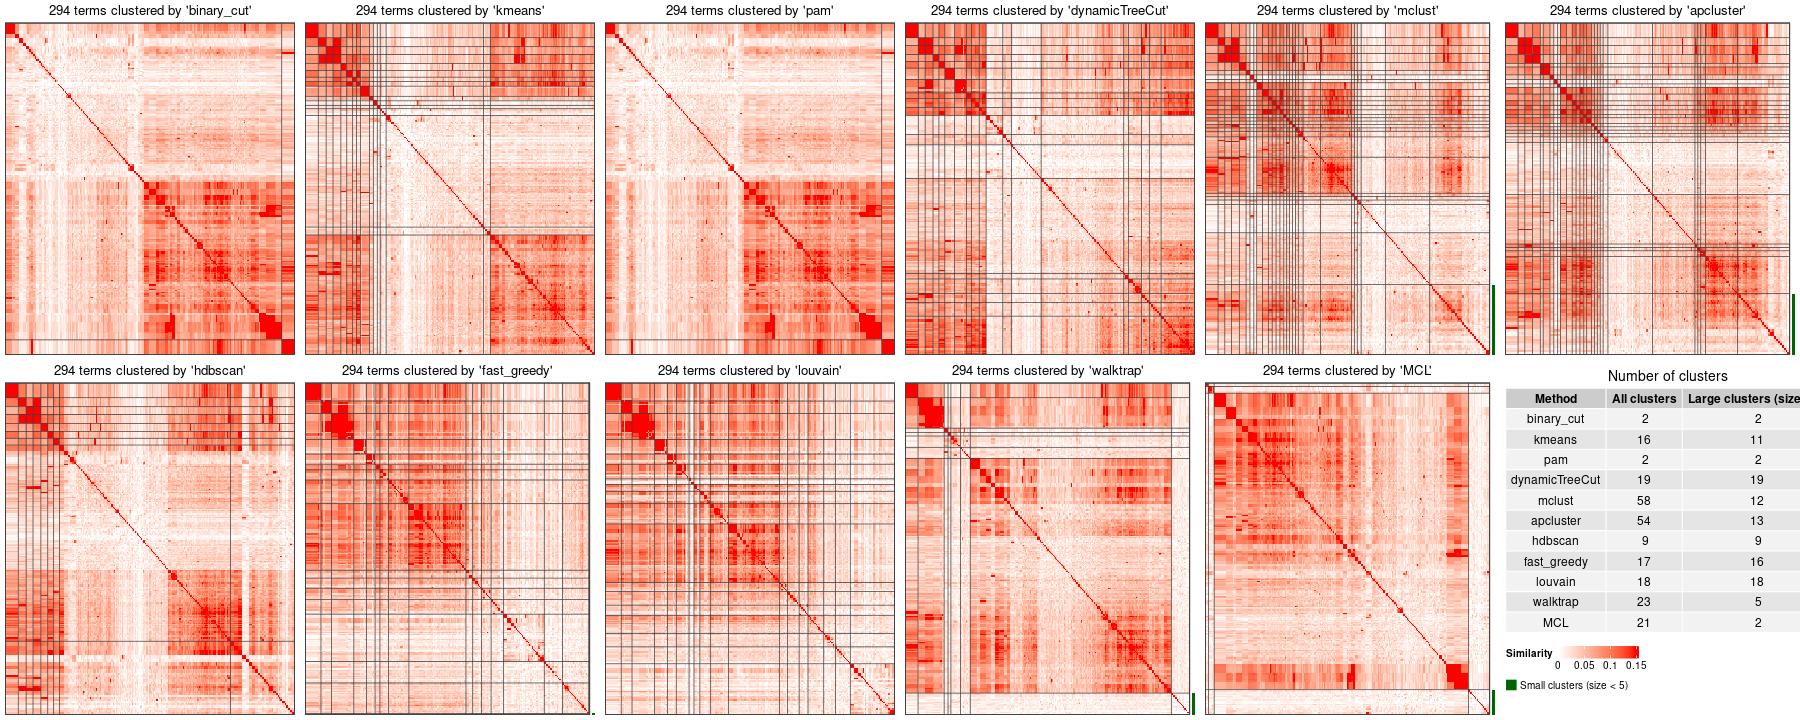 294 terms clustered by 'binary_cut'
294 terms clustered by 'kmeans'
294 terms clustered by 'pam'
294 terms clustered by 'dynamicTreeCut'
294 terms clustered by 'mclust'
294 terms clustered by 'apcluster'
294 terms clustered by 'hdbscan'
294 terms clustered by 'fast_greedy'
294 terms clustered by 'louvain'
294 terms clustered by 'walktrap'
294 terms clustered by 'MCL'
Number of clusters
Method All clusters Large clusters (size
binary_cut 2 2
kmeans 16 11
pam 2 2
dynamicTreeCut 19 19
mclust 58 12
apcluster 54 13
hdbscan 9 9
fast_greedy 17 16
louvain 18 18
walktrap 23 5
MCL 21 2
Similarity
0 0.05 0.1 0.15
Small clusters (size < 5)